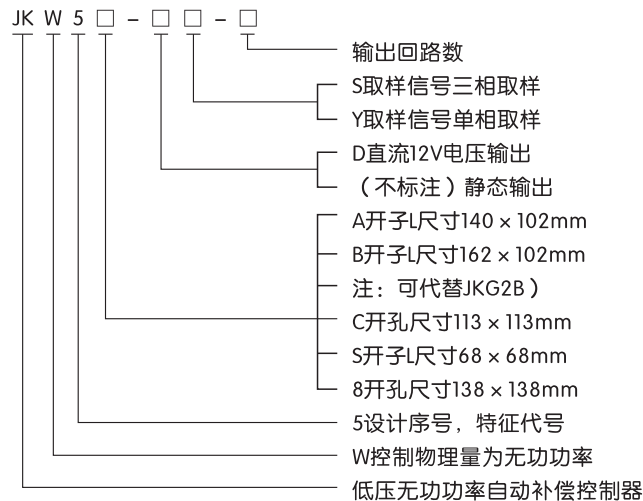 JK W 5 □ - □ □ - □
输出回路数
S取样信号三相取样
Y取样信号单相取样
D直流12V电压输出
（不标注）静态输出
A开子L尺寸140×102mm
B开子L尺寸162×102mm
注：可代替JKG2B）
C开孔尺寸113×113mm
S开子L尺寸68×68mm
8开孔尺寸138×138mm
5设计序号，特征代号
W控制物理量为无功功率
低压无功功率自动补偿控制器